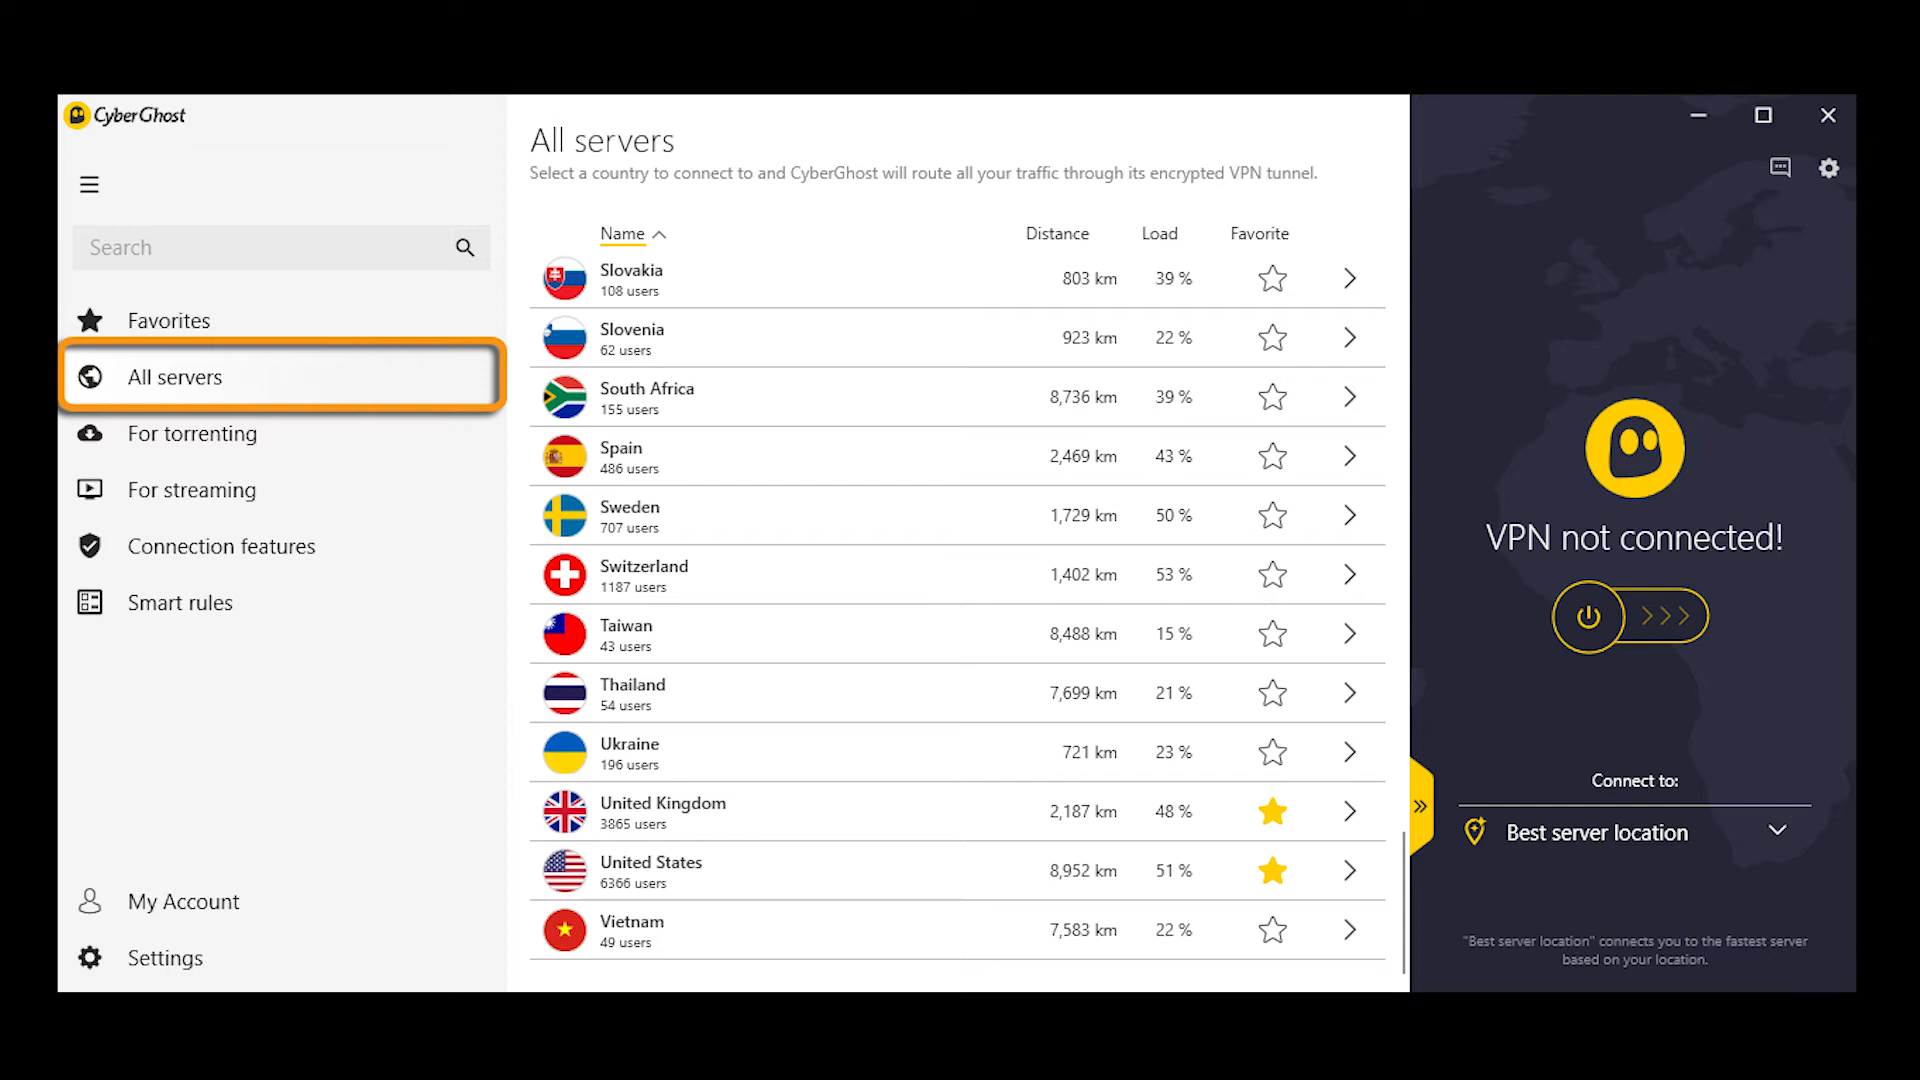 CyberGhost
Search
Favorites
All servers
For torrenting
For streaming
Connection features
Smart rules
My Account
Settings
All servers
Select a country to connect to and CyberGhost will route all your traffic through its encrypted VPN tunnel.
Name Distance Load Favorite
Slovakia
108 users
803 km 39 %
Slovenia
62 users
923 km 22 %
South Africa
155 users
8,736 km 39 %
Spain
486 users
2,469 km 43 %
Sweden
707 users
1,729 km 50 %
Switzerland
1187 users
1,402 km 53 %
Taiwan
43 users
8,488 km 15 %
Thailand
54 users
7,699 km 21 %
Ukraine
196 users
721 km 23 %
United Kingdom
3865 users
2,187 km 48 %
United States
6366 users
8,952 km 51 %
Vietnam
49 users
7,583 km 22 %
VPN not connected!
Connect to:
Best server location
"Best server location" connects you to the fastest server
based on your location.